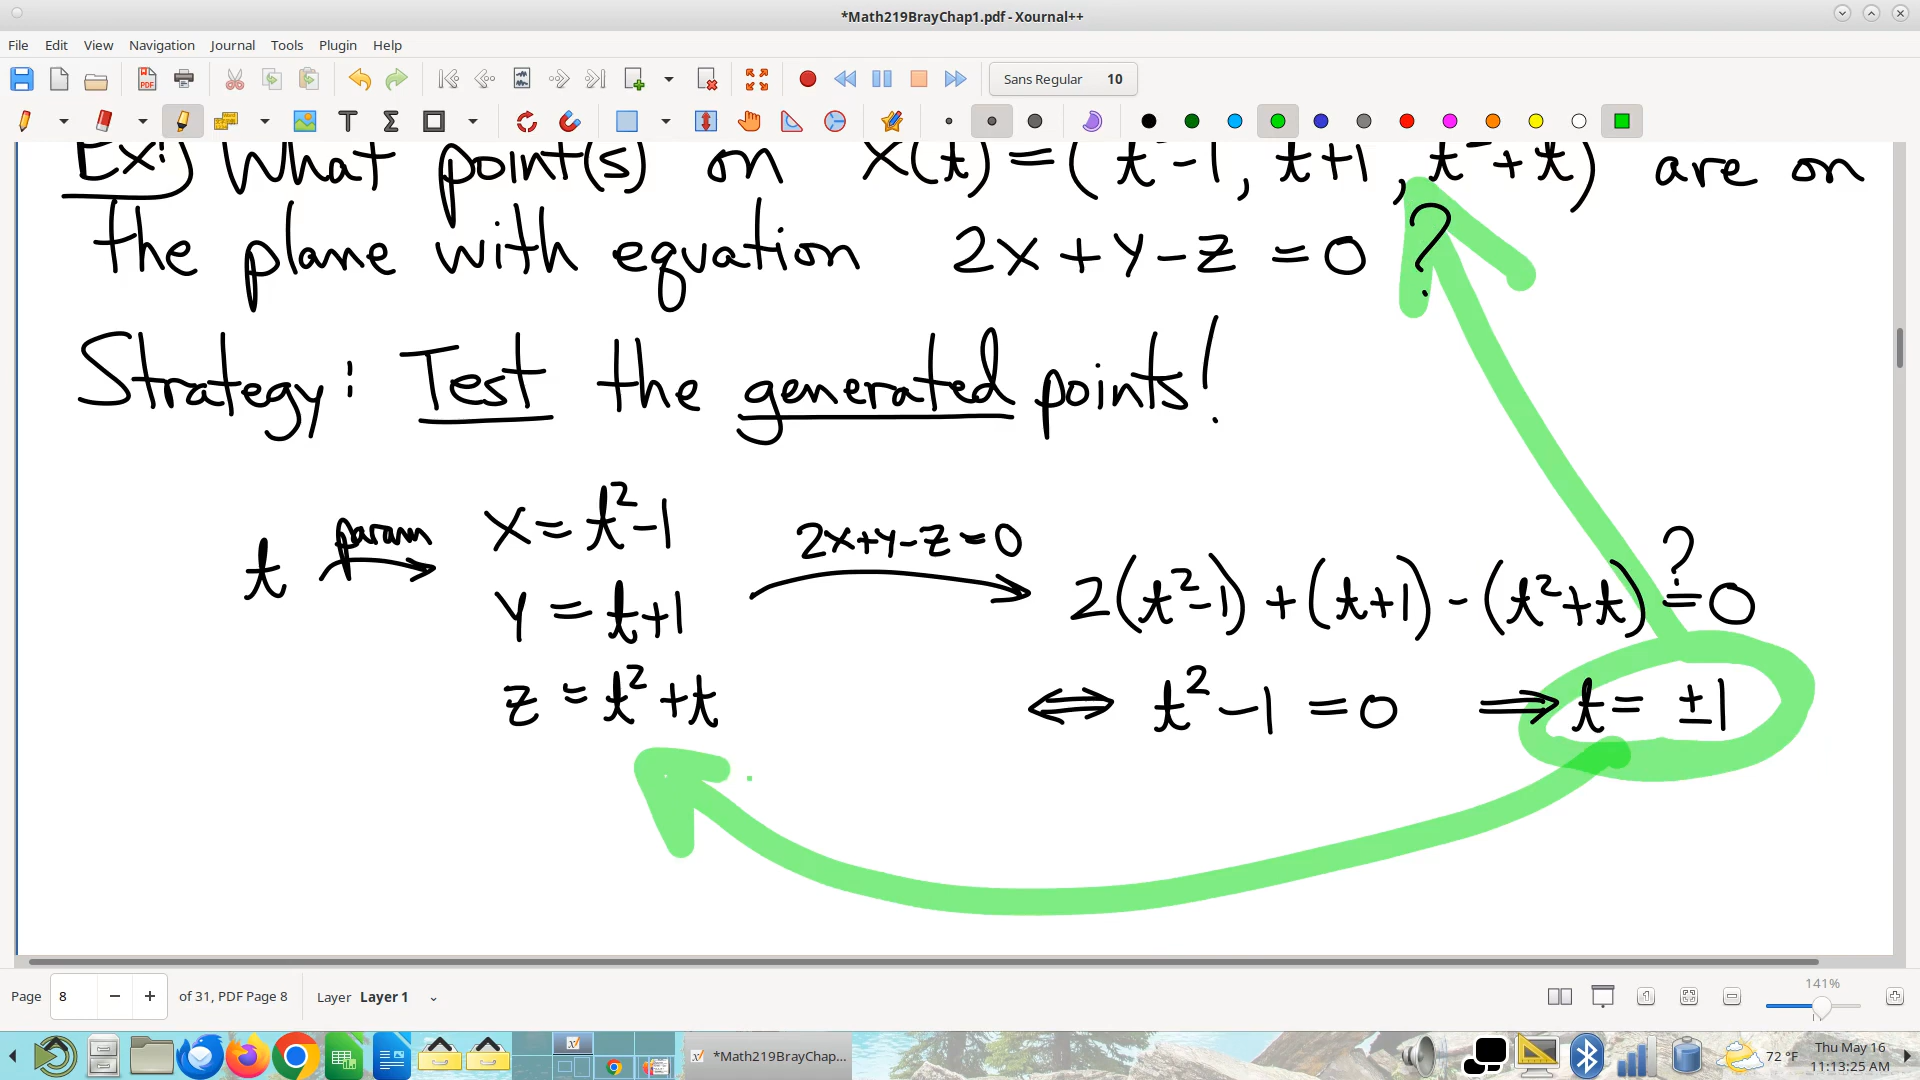 *Math219BrayChap1.pdf - Xournal++
File Edit View Navigation Journal Tools Plugin Help
Sans Regular 10
Ex:) What point(s) on X(t) = (t²-1, t+1, t²+t) are on
the plane with equation 2x+y-z=0 ?
Strategy: Test the generated points!
t param x = t²-1 2x+y-z=0
2(t²-1) + (t+1) - (t²+t) ?= 0
y = t+1
z = t²+t ⟺ t²-1 = 0 ⟹ t = ±1
Page 8 − + of 31, PDF Page 8 Layer Layer 1 141%
*Math219BrayChap... 72 °F Thu May 16
11:13:25 AM